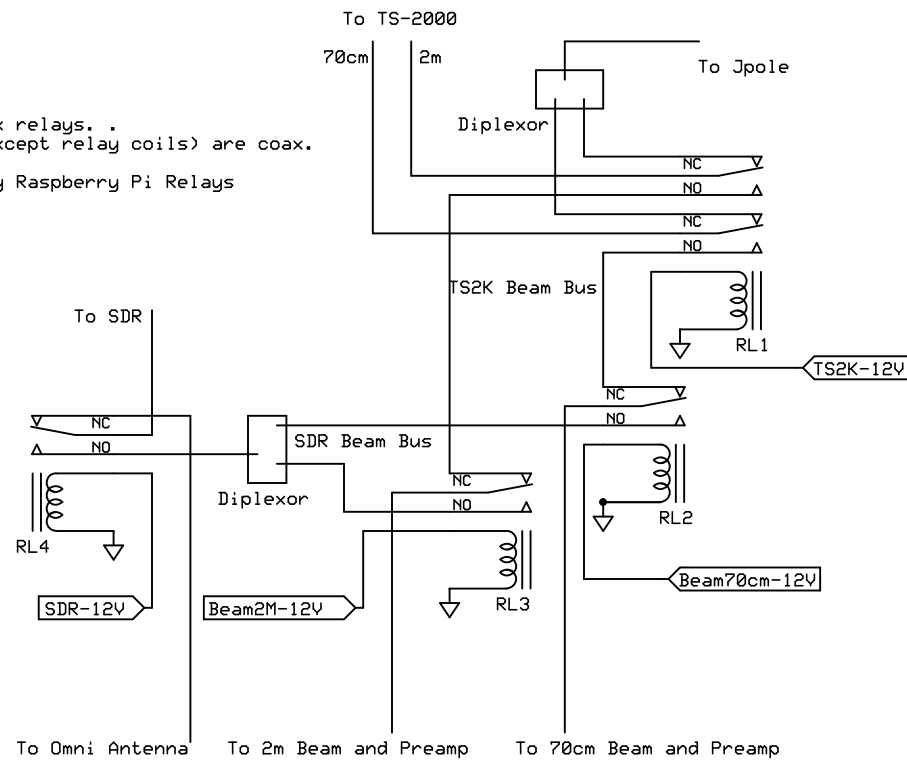 To TS-2000
70cm
2m
To Jpole
Diplexor
relays. .
except relay coils) are coax.
Raspberry Pi Relays
NC
NO
NC
NO
TS2K Beam Bus
RL1
TS2K-12V
To SDR
NC
NO
NC
NO
SDR Beam Bus
Diplexor
NC
NO
RL2
RL4
Beam70cm-12V
SDR-12V
Beam2M-12V
RL3
To Omni Antenna
To 2m Beam and Preamp
To 70cm Beam and Preamp